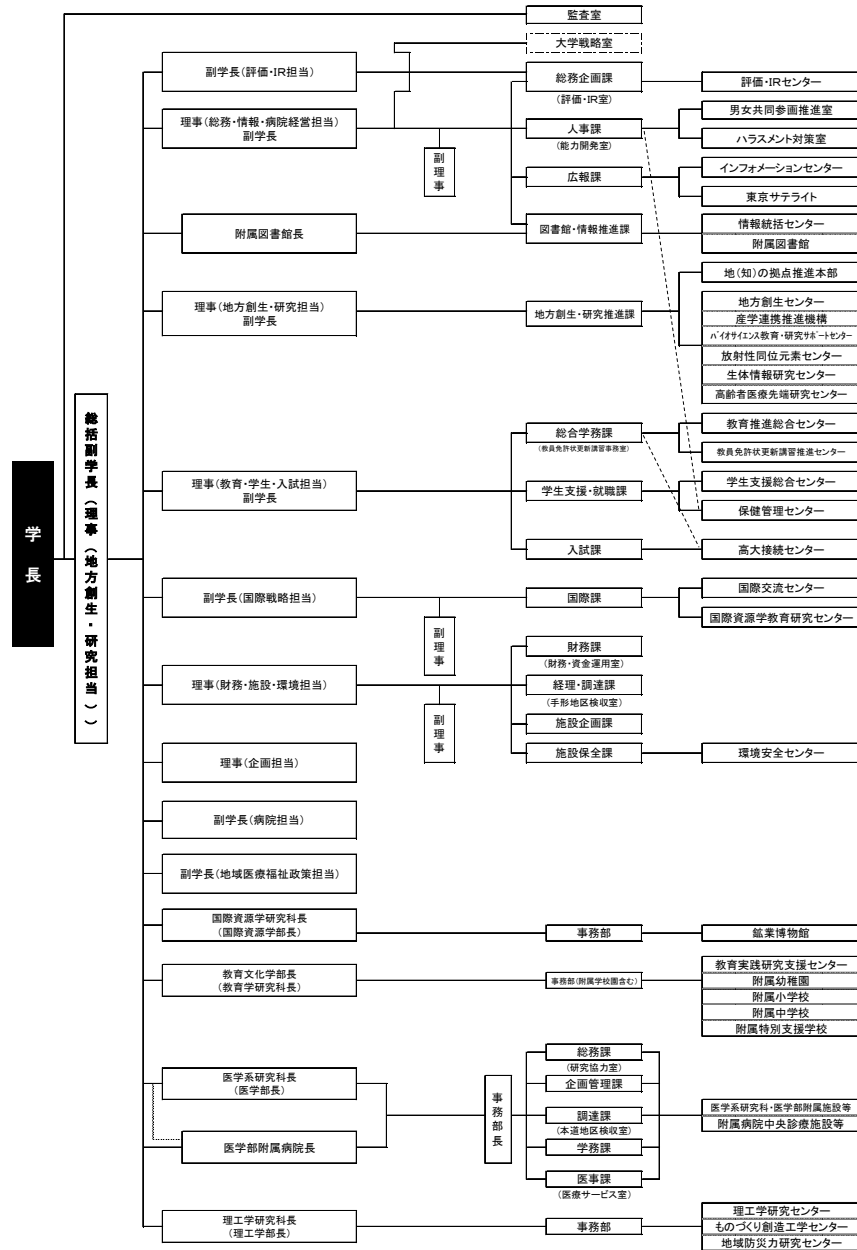 監査室
大学戦略室
副学長(評価・IR担当)
総務企画課
(評価・IR室)
評価・IRセンター
理事(総務・情報・病院経営担当)
副学長
副理事
人事課
(能力開発室)
男女共同参画推進室
ハラスメント対策室
広報課
インフォメーションセンター
東京サテライト
附属図書館長
図書館・情報推進課
情報統括センター
附属図書館
理事(地方創生・研究担当)
副学長
地方創生・研究推進課
地(知)の拠点推進本部
地方創生センター
産学連携推進機構
バイオサイエンス教育・研究サポートセンター
放射性同位元素センター
生体情報研究センター
高齢者医療先端研究センター
学長
総括副学長(理事(地方創生・研究担当))
理事(教育・学生・入試担当)
副学長
総合学務課
(教員免許状更新講習事務室)
教育推進総合センター
教員免許状更新講習推進センター
学生支援・就職課
学生支援総合センター
保健管理センター
入試課
高大接続センター
副学長(国際戦略担当)
副理事
国際課
国際交流センター
国際資源学教育研究センター
理事(財務・施設・環境担当)
副理事
財務課
(財務・資金運用室)
経理・調達課
(手形地区検収室)
施設企画課
施設保全課
環境安全センター
理事(企画担当)
副学長(病院担当)
副学長(地域医療福祉政策担当)
国際資源学研究科長
(国際資源学部長)
事務部
鉱業博物館
教育文化学部長
(教育学研究科長)
事務部(附属学校園含む)
教育実践研究支援センター
附属幼稚園
附属小学校
附属中学校
附属特別支援学校
医学系研究科長
(医学部長)
医学部附属病院長
事務部長
総務課
(研究協力室)
企画管理課
調達課
(本道地区検収室)
学務課
医事課
(医療サービス室)
医学系研究科・医学部附属施設等
附属病院中央診療施設等
理工学研究科長
(理工学部長)
事務部
理工学研究センター
ものづくり創造工学センター
地域防災力研究センター